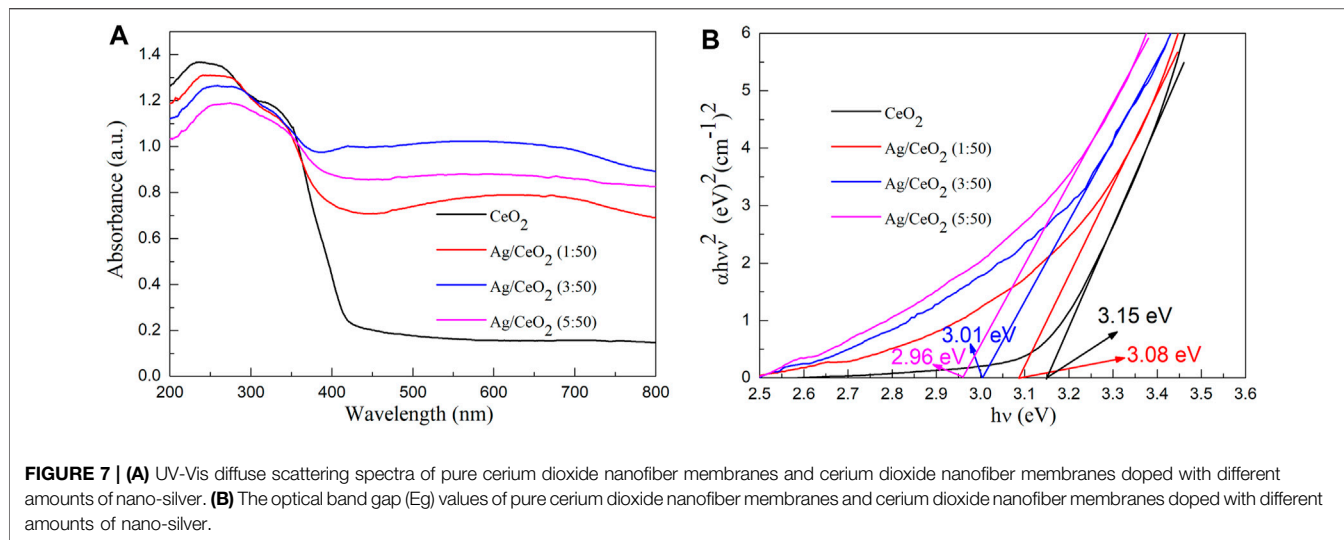 A
1.4
1.2
1.0
0.8
0.6
0.4
0.2
0.0
Absorbance (a.u.)
CeO2
Ag/CeO2 (1:50)
Ag/CeO2 (3:50)
Ag/CeO2 (5:50)
200 300 400 500 600 700 800
Wavelength (nm)
B
6
5
4
3
2
1
0
αhνν² (eV)²(cm⁻¹)²
CeO2
Ag/CeO2 (1:50)
Ag/CeO2 (3:50)
Ag/CeO2 (5:50)
3.15 eV
3.01 eV
2.96 eV
3.08 eV
2.5 2.6 2.7 2.8 2.9 3.0 3.1 3.2 3.3 3.4 3.5 3.6
hν (eV)
FIGURE 7 | (A) UV-Vis diffuse scattering spectra of pure cerium dioxide nanofiber membranes and cerium dioxide nanofiber membranes doped with different
amounts of nano-silver. (B) The optical band gap (Eg) values of pure cerium dioxide nanofiber membranes and cerium dioxide nanofiber membranes doped with different
amounts of nano-silver.